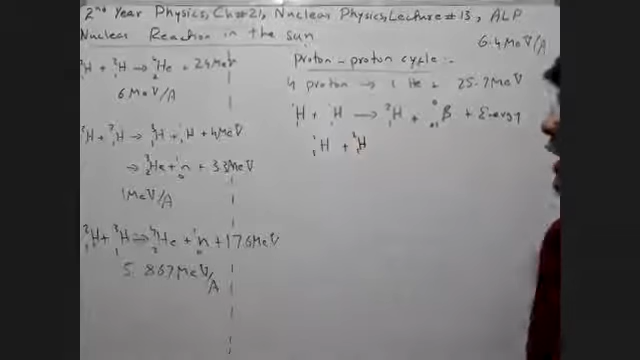 2nd Year Physics, Ch#21, Nuclear Physics, Lecture # 13, ALP
Nuclear Reaction in the sun
6.4 MeV/A
²₁H + ²₁H → ⁴₂He + 24 MeV
6 MeV/A
²₁H + ²₁H → ³₁H + ¹₁H + 4 MeV
→ ³₂He + ¹₀n + 3.3 MeV
1 MeV/A
²₁H + ³₁H → ⁴₂He + ¹₀n + 17.6 MeV
5.867 MeV/A
Proton-proton cycle:-
4 proton → 1 He + 25.7 MeV
¹₁H + ¹₁H → ²₁H + ⁰₊₁β + Energy
¹₁H + ²₁H